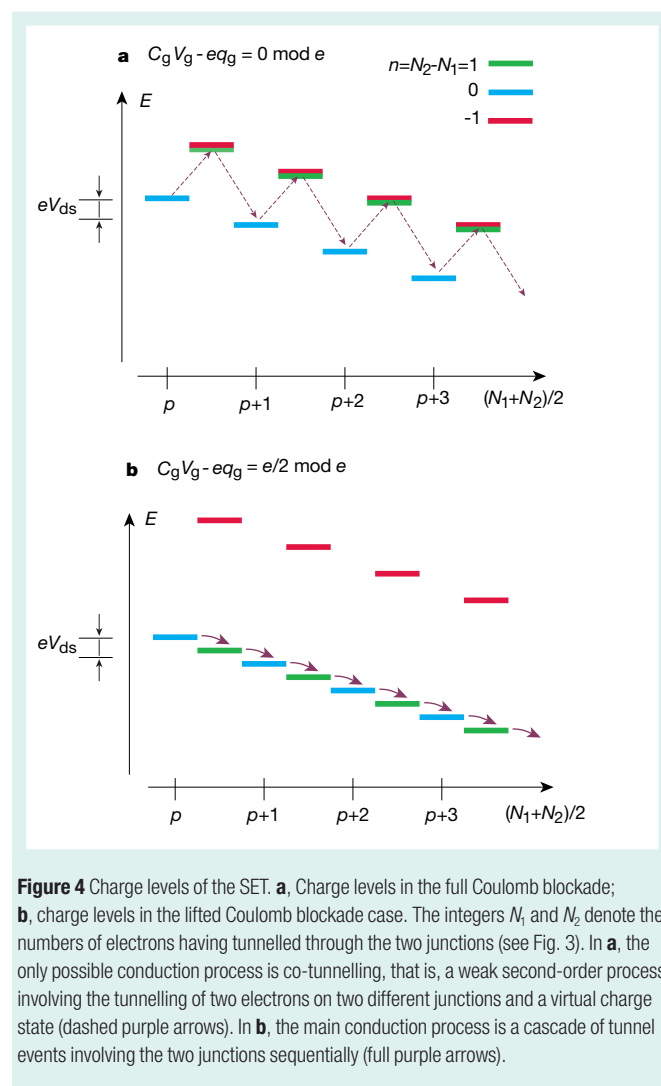 a CgVg - eqg = 0 mod e
n=N2-N1=1
0
-1
E
eVds
p p+1 p+2 p+3 (N1+N2)/2
b CgVg - eqg = e/2 mod e
E
eVds
p p+1 p+2 p+3 (N1+N2)/2
Figure 4 Charge levels of the SET. a, Charge levels in the full Coulomb blockade;
b, charge levels in the lifted Coulomb blockade case. The integers N1 and N2 denote the
numbers of electrons having tunnelled through the two junctions (see Fig. 3). In a, the
only possible conduction process is co-tunnelling, that is, a weak second-order process
involving the tunnelling of two electrons on two different junctions and a virtual charge
state (dashed purple arrows). In b, the main conduction process is a cascade of tunnel
events involving the two junctions sequentially (full purple arrows).